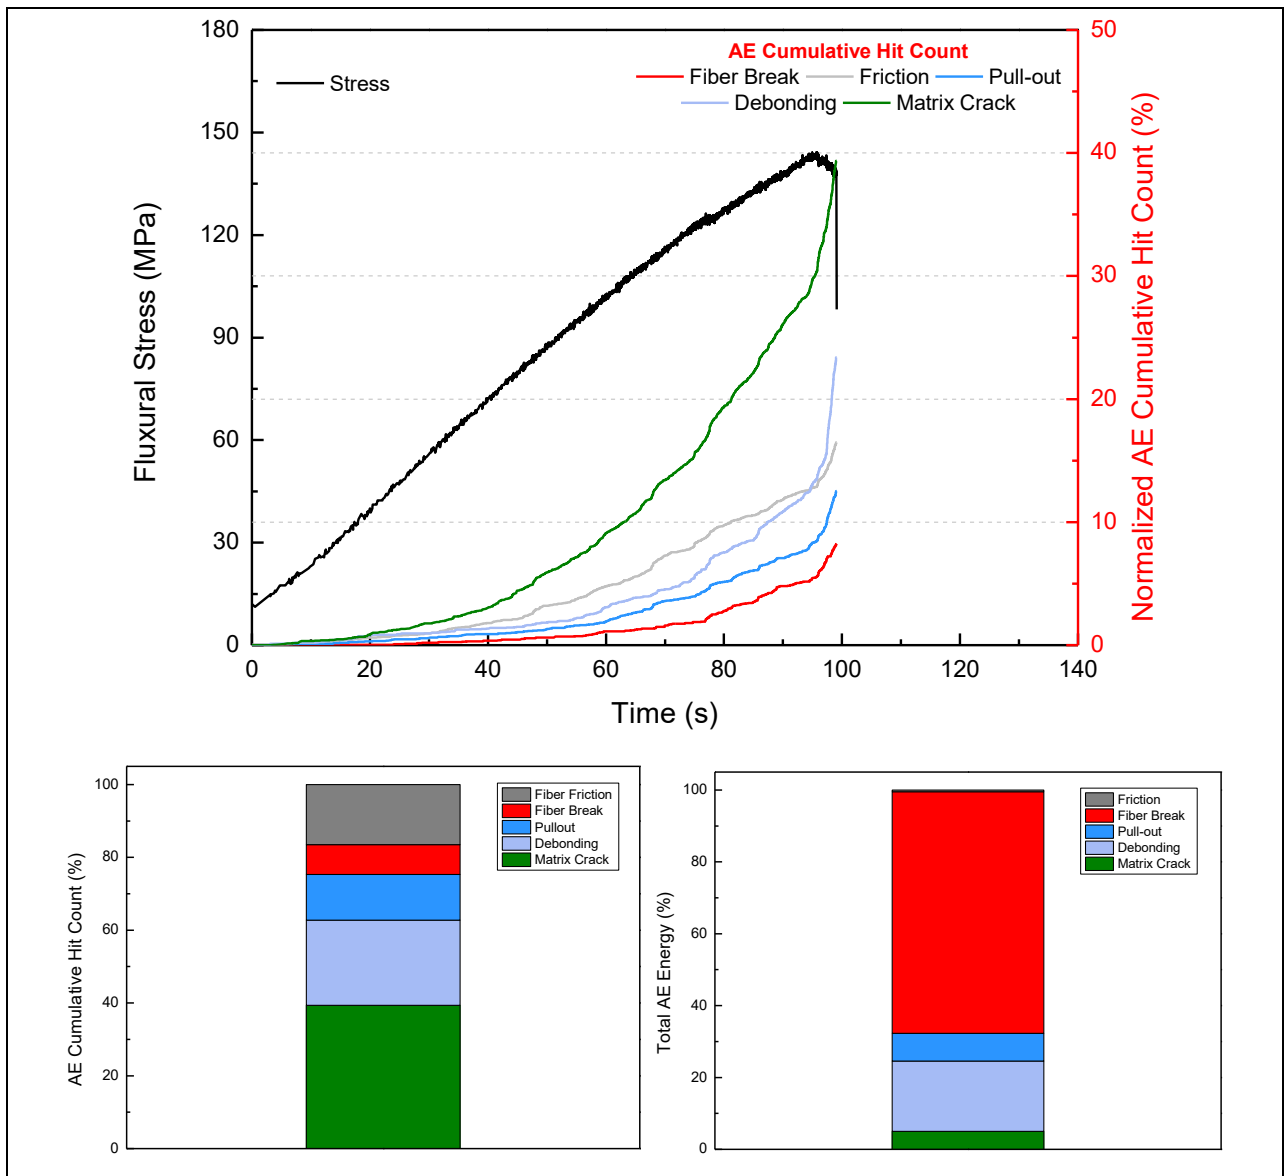 180
150
120
90
60
30
0
Fluxural Stress (MPa)
Stress
AE Cumulative Hit Count
Fiber Break Friction Pull-out
Debonding Matrix Crack
50
40
30
20
10
0
Normalized AE Cumulative Hit Count (%)
0 20 40 60 80 100 120 140
Time (s)
100
80
60
40
20
0
AE Cumulative Hit Count (%)
Fiber Friction
Fiber Break
Pullout
Debonding
Matrix Crack
100
80
60
40
20
0
Total AE Energy (%)
Friction
Fiber Break
Pull-out
Debonding
Matrix Crack